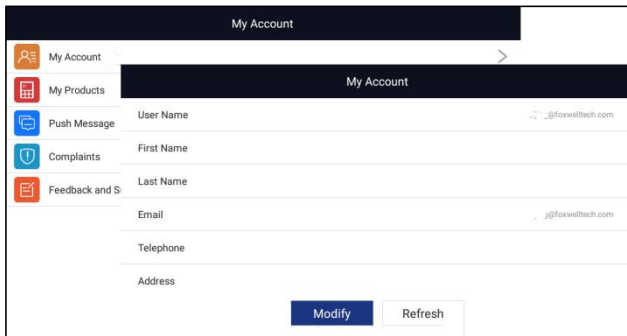 My Account
My Account
My Products
Push Message
Complaints
Feedback and
My Account
User Name
@foxwelltech.com
First Name
Last Name
Email
@foxwelltech.com
Telephone
Address
Modify
Refresh